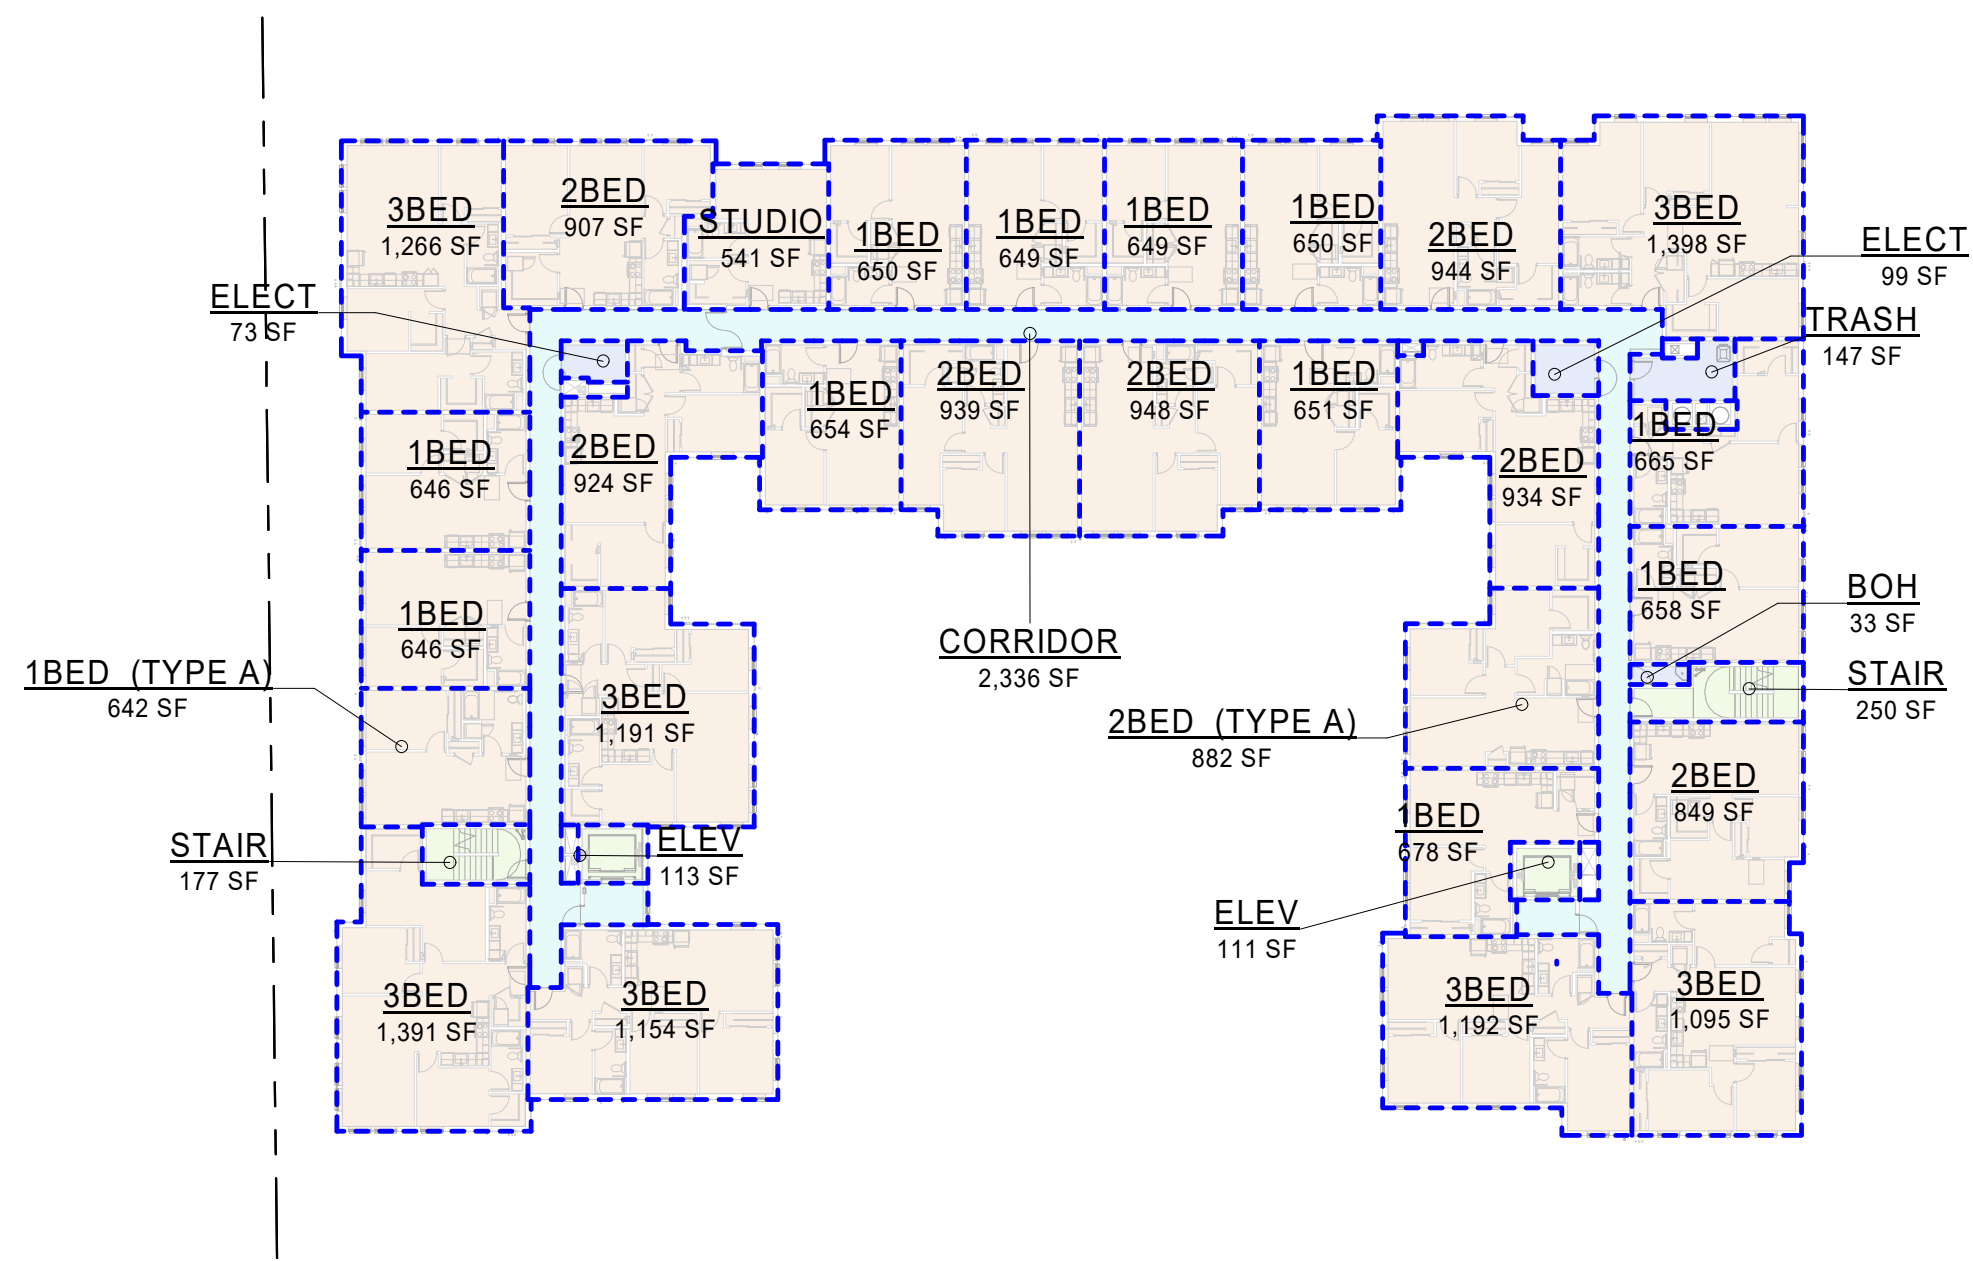 3BED
1,266 SF
2BED
907 SF
STUDIO
541 SF
1BED
650 SF
1BED
649 SF
1BED
649 SF
1BED
650 SF
2BED
944 SF
3BED
1,398 SF
ELECT
99 SF
ELECT
73 SF
TRASH
147 SF
1BED
654 SF
2BED
939 SF
2BED
948 SF
1BED
651 SF
1BED
646 SF
2BED
924 SF
2BED
934 SF
1BED
665 SF
1BED
646 SF
1BED
658 SF
BOH
33 SF
1BED (TYPE A)
642 SF
3BED
1,191 SF
CORRIDOR
2,336 SF
2BED (TYPE A)
882 SF
STAIR
250 SF
STAIR
177 SF
ELEV
113 SF
1BED
678 SF
2BED
849 SF
ELEV
111 SF
3BED
1,391 SF
3BED
1,154 SF
3BED
1,192 SF
3BED
1,095 SF